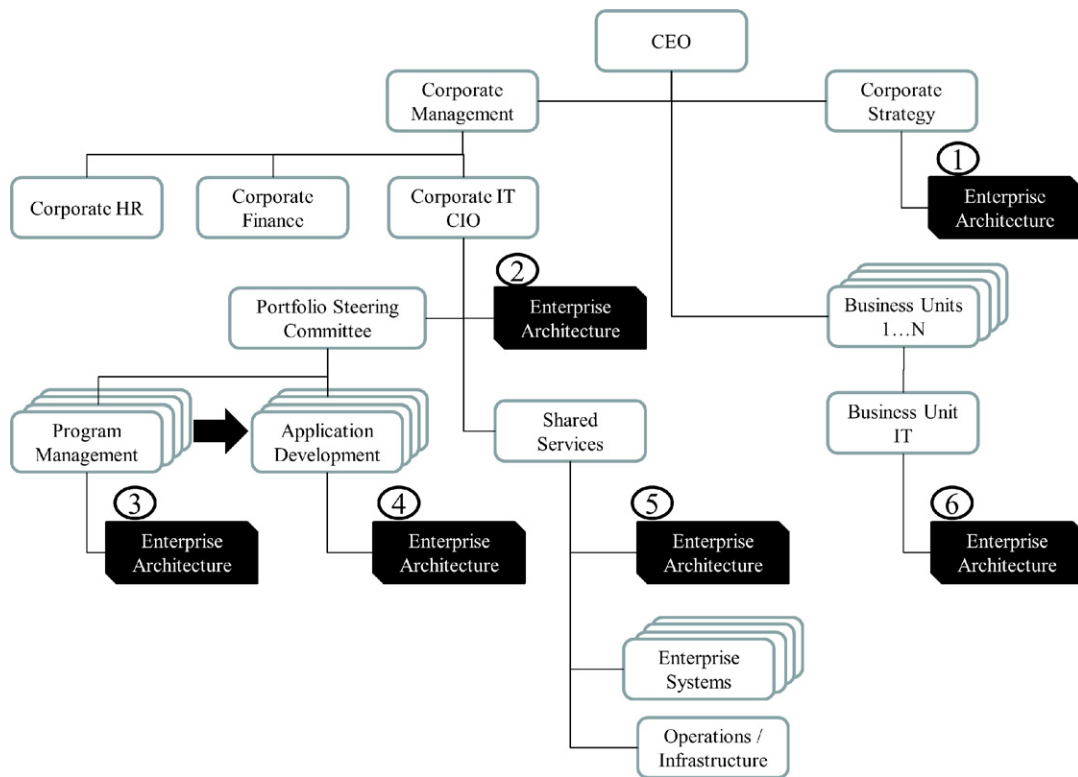 CEO
Corporate
Management
Corporate
Strategy
1
Enterprise
Architecture
Corporate HR
Corporate
Finance
Corporate IT
CIO
2
Enterprise
Architecture
Portfolio Steering
Committee
Business Units
1...N
Program
Management
Application
Development
Shared
Services
Business Unit
IT
3
Enterprise
Architecture
4
Enterprise
Architecture
5
Enterprise
Architecture
6
Enterprise
Architecture
Enterprise
Systems
Operations /
Infrastructure